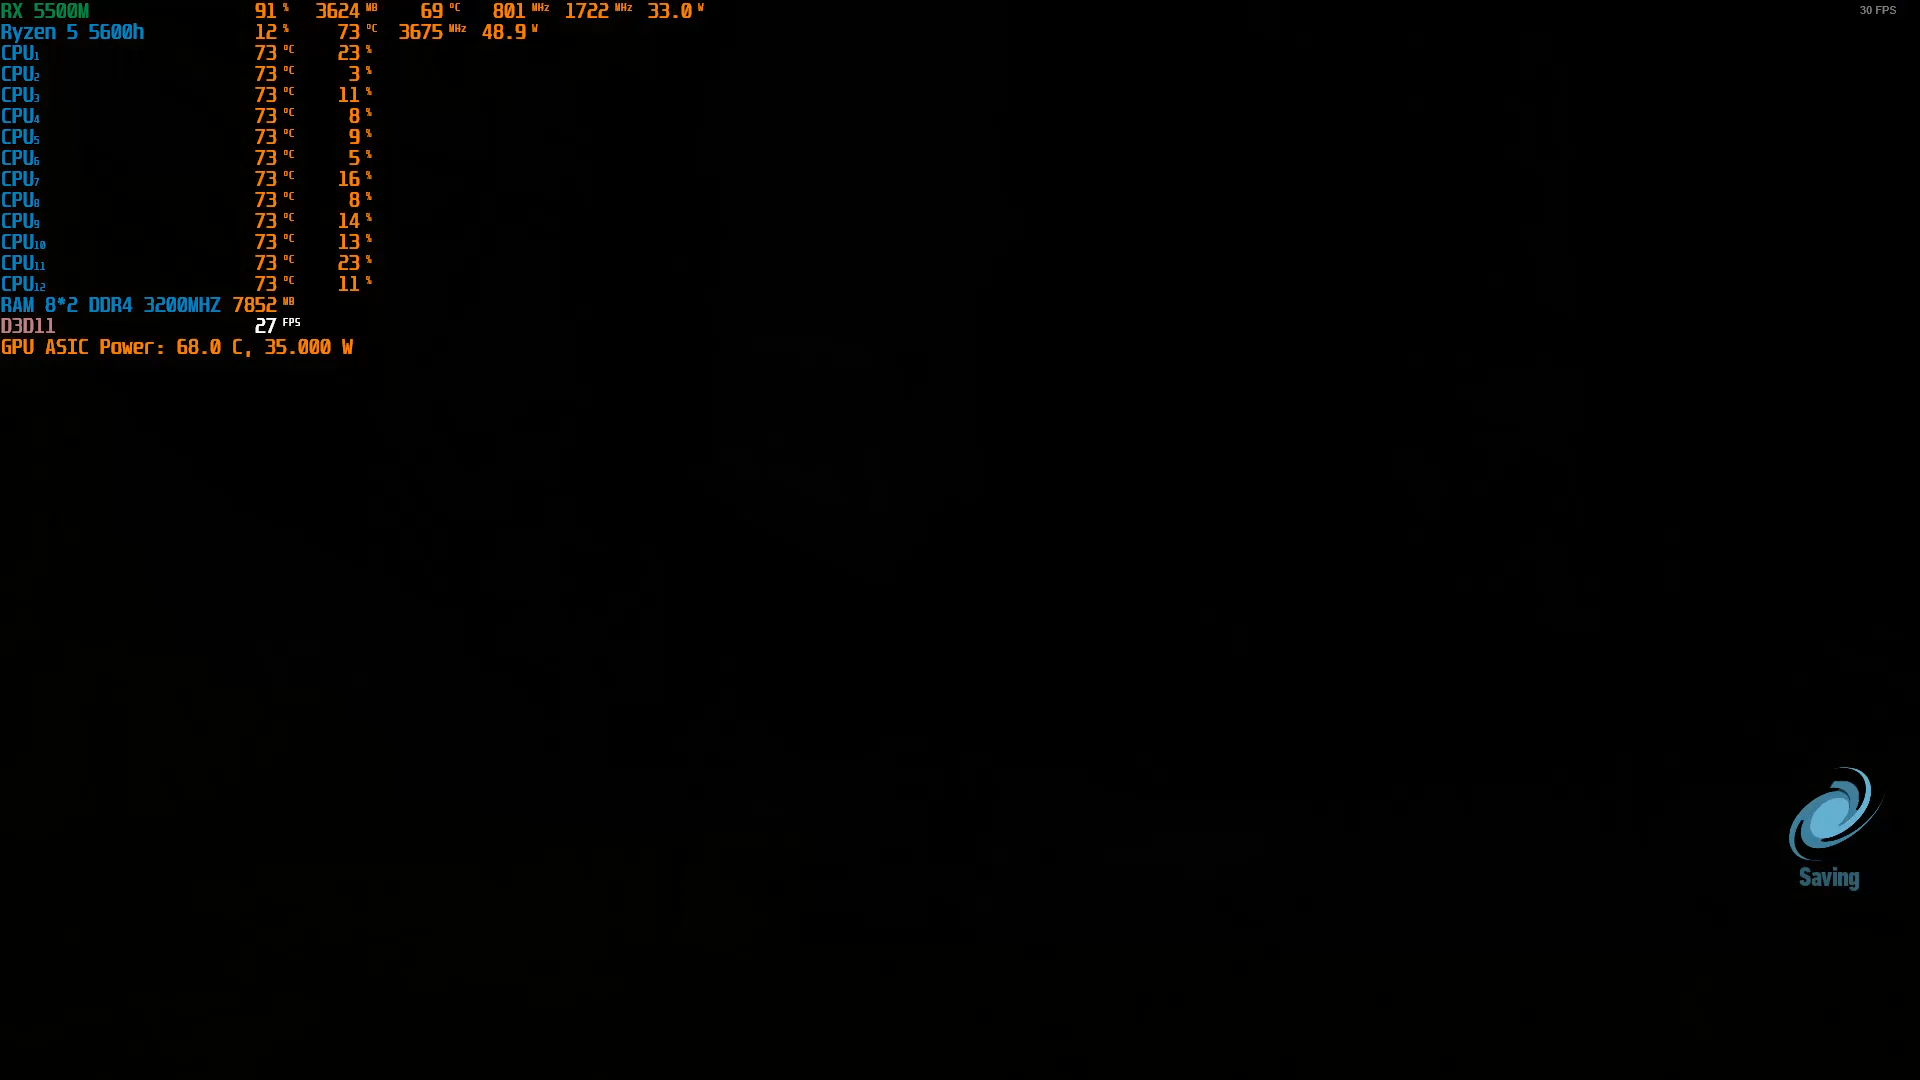 RX 5500M 91 % 3624 MB 69 °C 801 MHz 1722 MHz 33.0 W
30 FPS
Ryzen 5 5600h 12 % 73 °C 3675 MHz 48.9 W
CPU1 73 °C 23 %
CPU2 73 °C 3 %
CPU3 73 °C 11 %
CPU4 73 °C 8 %
CPU5 73 °C 9 %
CPU6 73 °C 5 %
CPU7 73 °C 16 %
CPU8 73 °C 8 %
CPU9 73 °C 14 %
CPU10 73 °C 13 %
CPU11 73 °C 23 %
CPU12 73 °C 11 %
RAM 8*2 DDR4 3200MHZ 7852 MB
D3D11 27 FPS
GPU ASIC Power: 68.0 C, 35.000 W
Saving